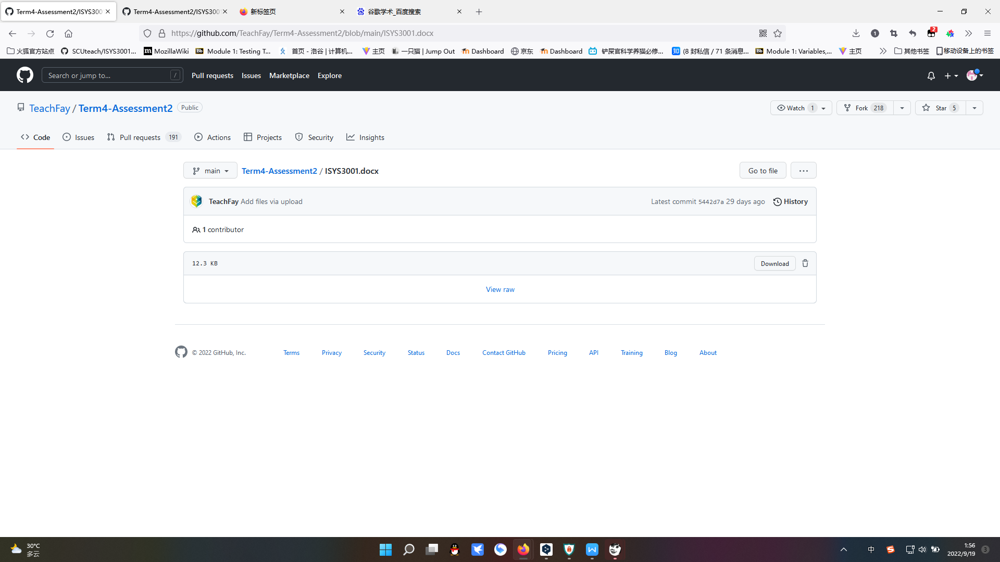 Term4-Assessment2/ISYS300
Term4-Assessment2/ISYS300
新标签页
谷歌学术_百度搜索
https://github.com/TeachFay/Term4-Assessment2/blob/main/ISYS3001.docx
1
2
火狐官方站点
SCUteach/ISYS3001...
m MozillaWiki
Bb Module 1: Testing T...
首页 - 洛谷 | 计算机...
主页
一只猫 | Jump Out
Dashboard
京东
Dashboard
铲屎官科学养猫必修...
知 (8 封私信 / 71 条消息...
Bb Module 1: Variables,...
主页
其他书签
移动设备上的书签
Search or jump to...
/
Pull requests
Issues
Marketplace
Explore
TeachFay / Term4-Assessment2
Public
Watch 1
Fork 218
Star 5
Code
Issues
Pull requests 191
Actions
Projects
Security
Insights
main
Term4-Assessment2 / ISYS3001.docx
Go to file
TeachFay Add files via upload
Latest commit 5442d7a 29 days ago
History
1 contributor
12.3 KB
Download
View raw
© 2022 GitHub, Inc.
Terms
Privacy
Security
Status
Docs
Contact GitHub
Pricing
API
Training
Blog
About
30°C
多云
中
1:56
2022/9/19
3